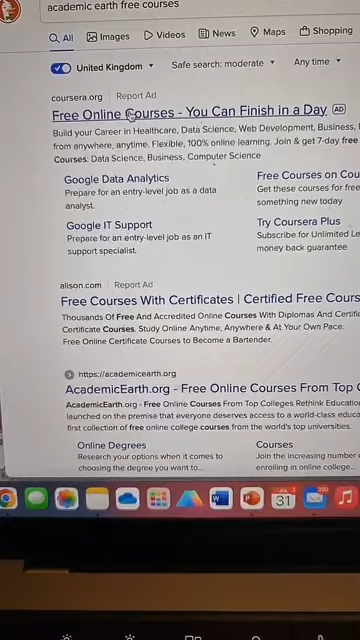 academic earth free courses
All Images Videos News Maps Shopping
United Kingdom Safe search: moderate Any time
coursera.org Report Ad
Free Online Courses - You Can Finish in a Day AD
Build your Career in Healthcare, Data Science, Web Development, Business,
from anywhere, anytime. Flexible, 100% online learning. Join & get 7-day free
Courses: Data Science, Business, Computer Science
Google Data Analytics
Prepare for an entry-level job as a data
analyst.
Free Courses on Cou
Get these courses for free
something new today
Google IT Support
Prepare for an entry-level job as an IT
support specialist.
Try Coursera Plus
Subscribe for Unlimited Le
money back guarantee
alison.com Report Ad
Free Courses With Certificates | Certified Free Cours
Thousands Of Free And Accredited Online Courses With Diplomas And Certific
Certificate Courses. Study Online Anytime, Anywhere & At Your Own Pace.
Free Online Certificate Courses to Become a Bartender.
https://academicearth.org
AcademicEarth.org - Free Online Courses From Top C
AcademicEarth.org - Free Online Courses From Top Colleges Rethink Educatio
launched on the premise that everyone deserves access to a world-class educa
first collection of free online college courses from the world's top universities.
Online Degrees
Research your options when it comes to
choosing the degree you want to...
Courses
Join the increasing number
enrolling in online college...
31
W
P